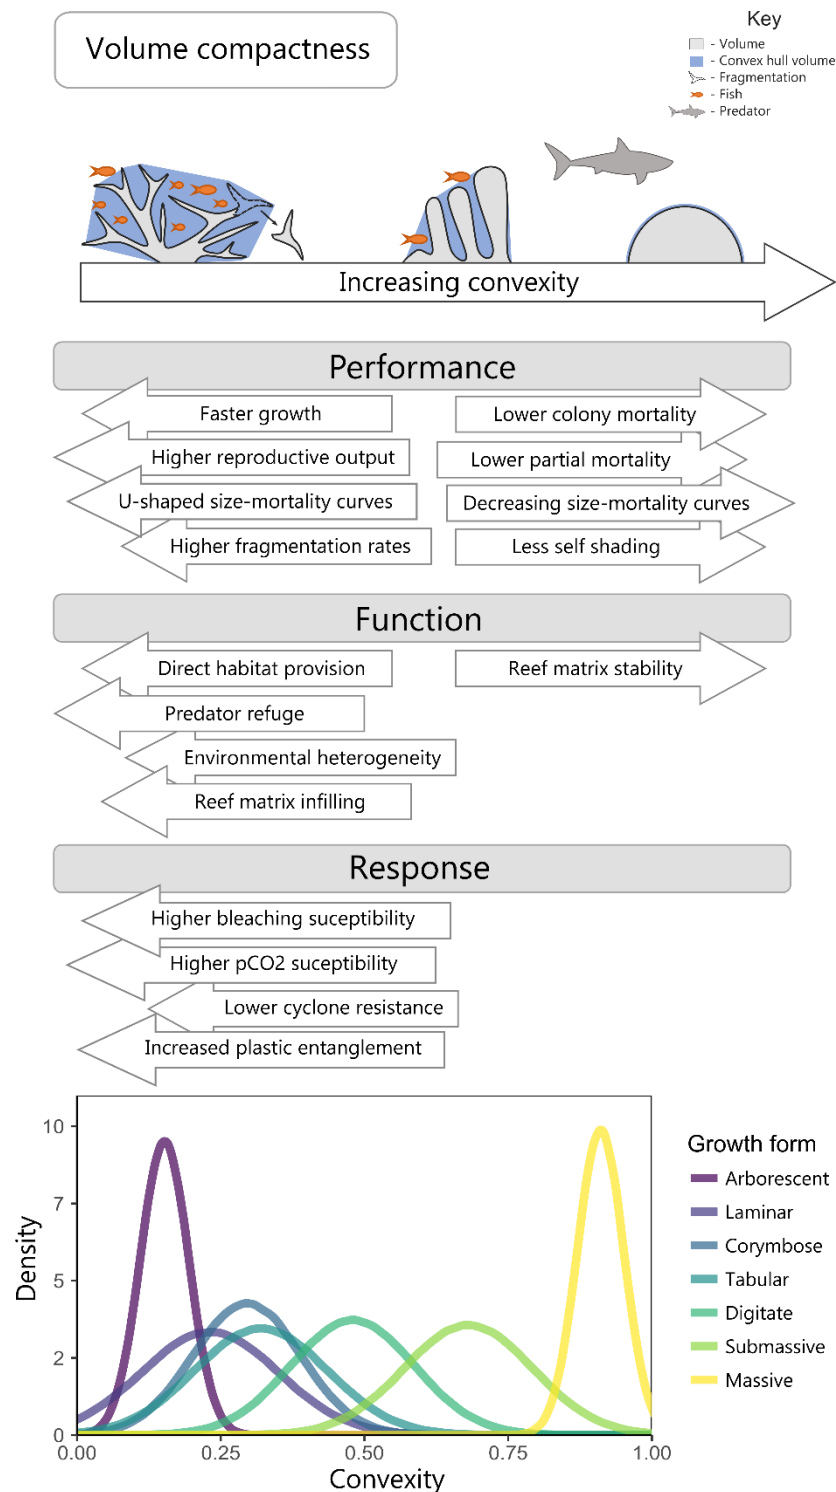 Volume compactness
Key
- Volume
- Convex hull volume
- Fragmentation
- Fish
- Predator
Increasing convexity
Performance
Faster growth
Lower colony mortality
Higher reproductive output
Lower partial mortality
U-shaped size-mortality curves
Decreasing size-mortality curves
Higher fragmentation rates
Less self shading
Function
Direct habitat provision
Reef matrix stability
Predator refuge
Environmental heterogeneity
Reef matrix infilling
Response
Higher bleaching suceptibility
Higher pCO2 suceptibility
Lower cyclone resistance
Increased plastic entanglement
10
7
5
2
0
Density
0.00
0.25
0.50
0.75
1.00
Convexity
Growth form
Arborescent
Laminar
Corymbose
Tabular
Digitate
Submassive
Massive